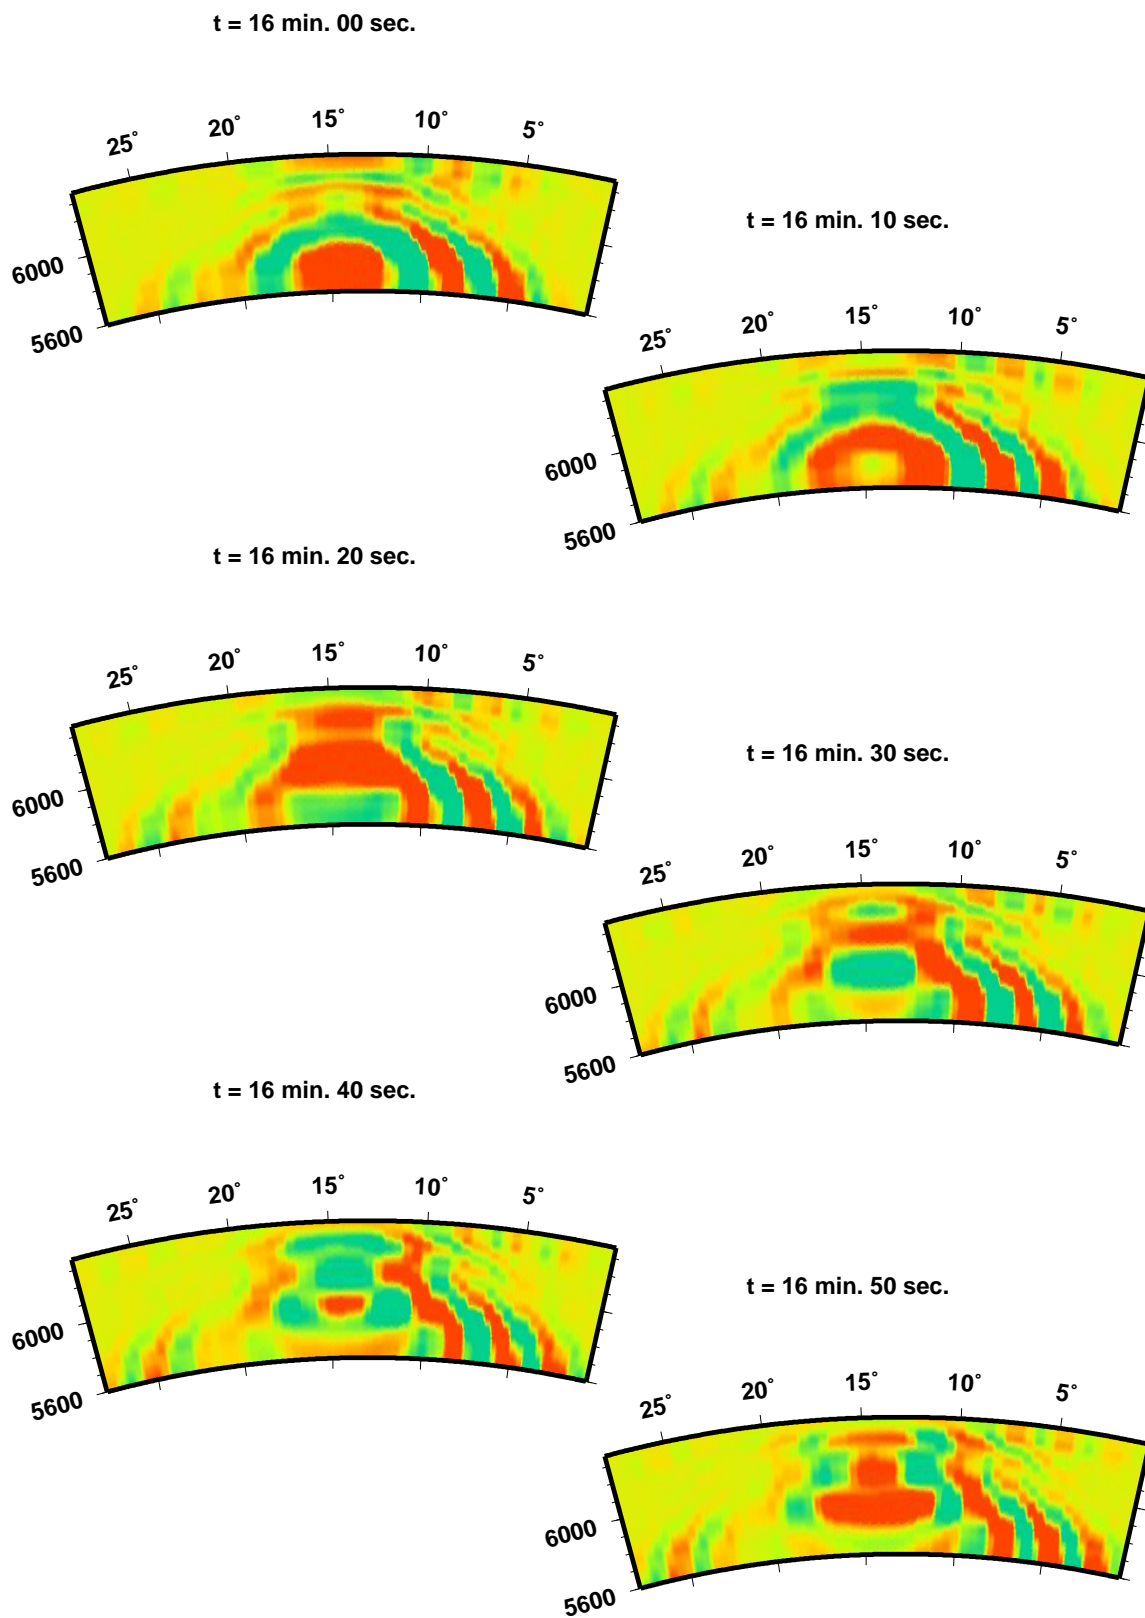 t = 16 min. 00 sec.
25° 20° 15° 10° 5°
6000
5600
t = 16 min. 10 sec.
25° 20° 15° 10° 5°
6000
5600
t = 16 min. 20 sec.
25° 20° 15° 10° 5°
6000
5600
t = 16 min. 30 sec.
25° 20° 15° 10° 5°
6000
5600
t = 16 min. 40 sec.
25° 20° 15° 10° 5°
6000
5600
t = 16 min. 50 sec.
25° 20° 15° 10° 5°
6000
5600